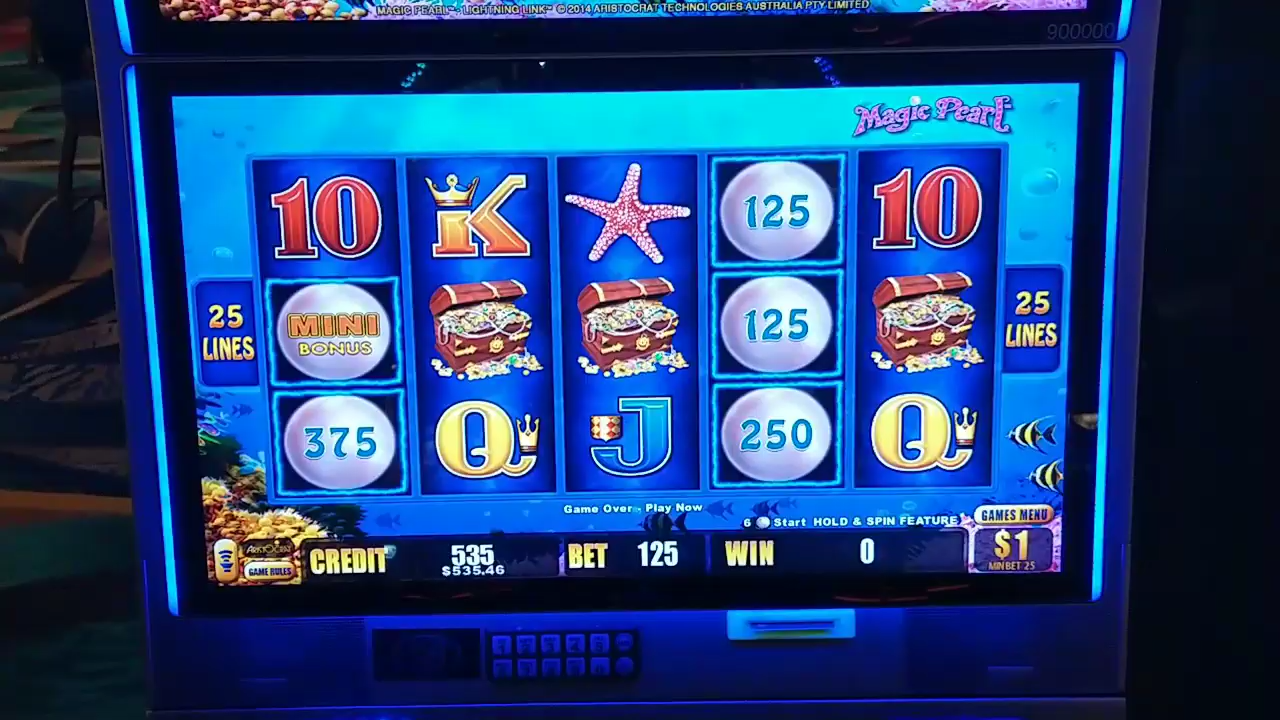 MAGIC PEARL™ LIGHTNING LINK™ © 2014 ARISTOCRAT TECHNOLOGIES AUSTRALIA PTY LIMITED
900000
Magic Pearl
10 K 125 10
25 LINES
MINI BONUS
125
25 LINES
375 Q J 250 Q
Game Over - Play Now
6 Start HOLD & SPIN FEATURE
GAMES MENU
ARISTOCRAT
GAME RULES
CREDIT 535
$535.46
BET 125
WIN 0
$1
MIN BET 25